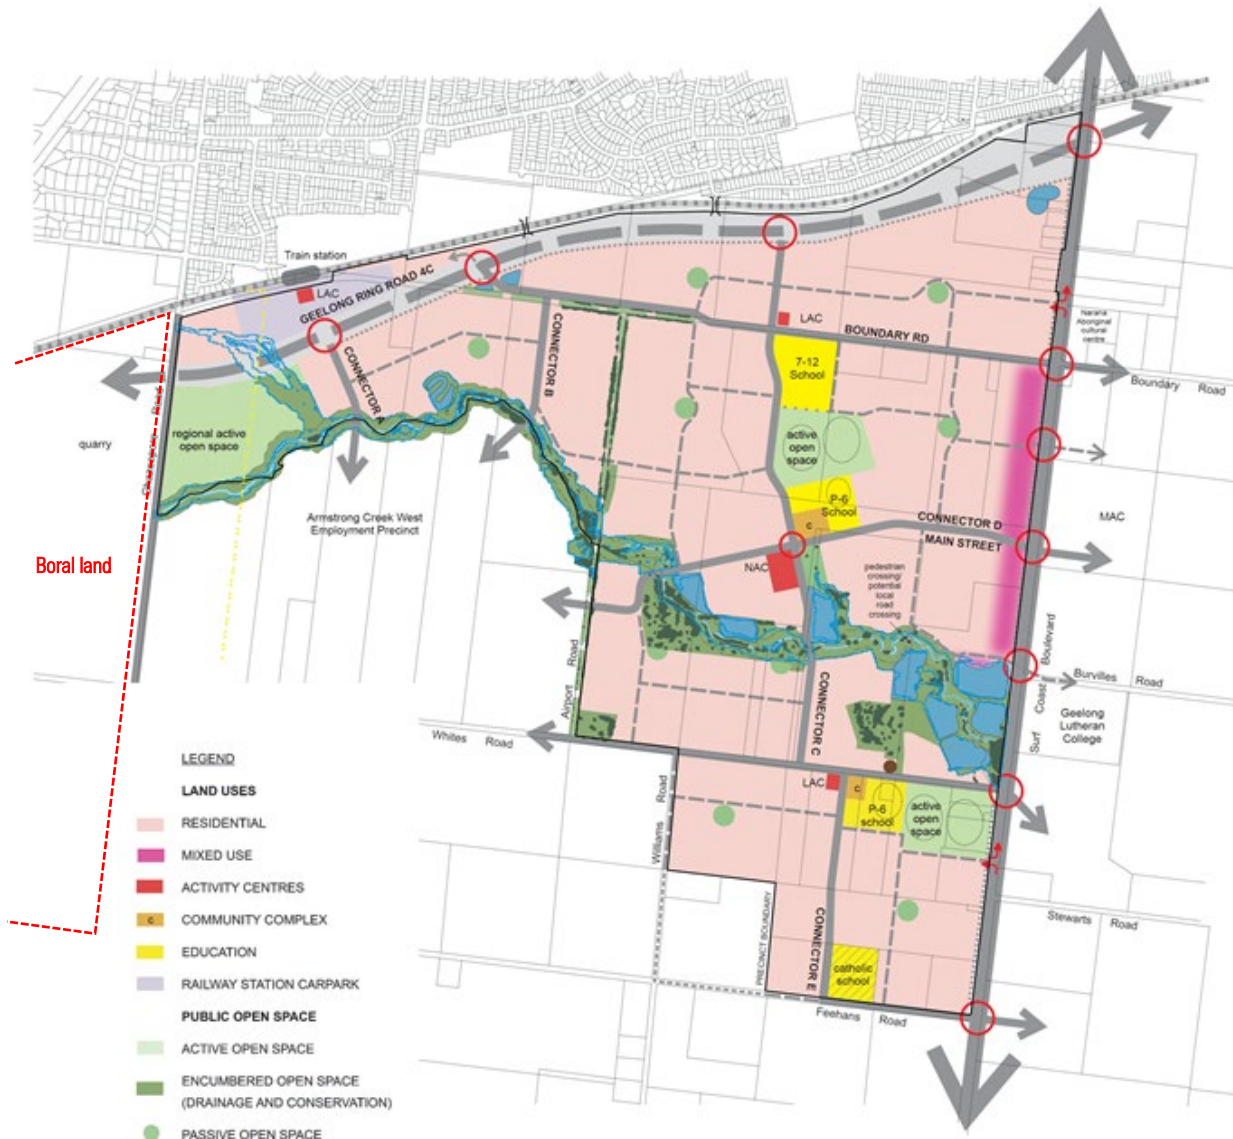 Train station
LAC
GEELONG RING ROAD 4C
CONNECTOR A
CONNECTOR B
LAC
BOUNDARY RD
Narana
Aboriginal
cultural
centre
Boundary Road
7-12
School
quarry
regional active
open space
Road
active
open
space
P-6
School
c
CONNECTOR D
MAIN STREET
MAC
Armstrong Creek West
Employment Precinct
Boral land
NAC
pedestrian
crossing/
potential
local
road
crossing
Airport Road
CONNECTOR C
Surf Coast Boulevard
Burvilles Road
Geelong
Lutheran
College
Whites Road
Williams Road
LAC
c
P-6
school
active
open
space
Stewarts Road
PRECINCT BOUNDARY
CONNECTOR E
catholic
school
Feehans Road
LEGEND
LAND USES
RESIDENTIAL
MIXED USE
ACTIVITY CENTRES
c
COMMUNITY COMPLEX
EDUCATION
RAILWAY STATION CARPARK
PUBLIC OPEN SPACE
ACTIVE OPEN SPACE
ENCUMBERED OPEN SPACE
(DRAINAGE AND CONSERVATION)
PASSIVE OPEN SPACE